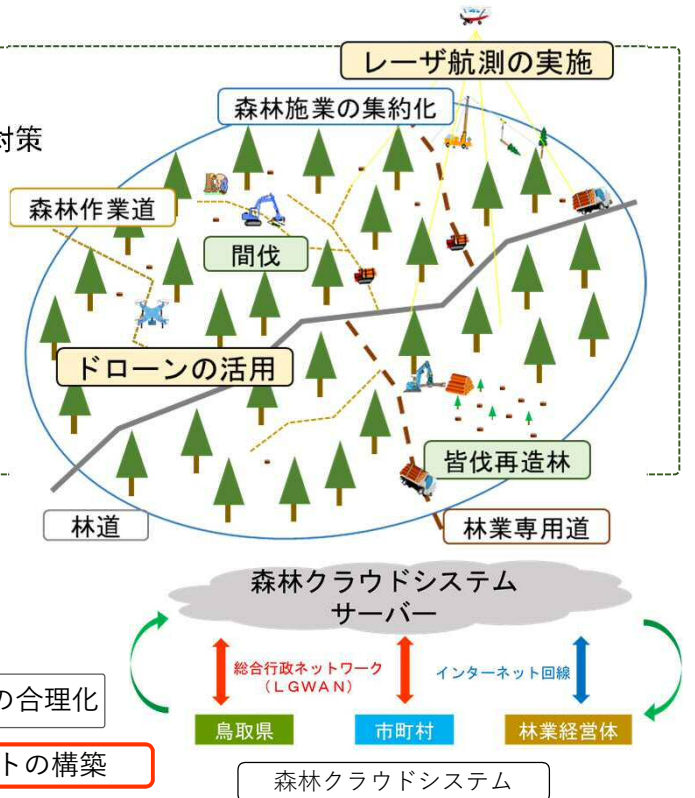 レーザ航測の実施
森林施業の集約化
対策
森林作業道
間伐
ドローンの活用
皆伐再造林
林道
林業専用道
森林クラウドシステム
サーバー
総合行政ネットワーク
（LGWAN）
インターネット回線
の合理化
鳥取県
市町村
林業経営体
トの構築
森林クラウドシステム